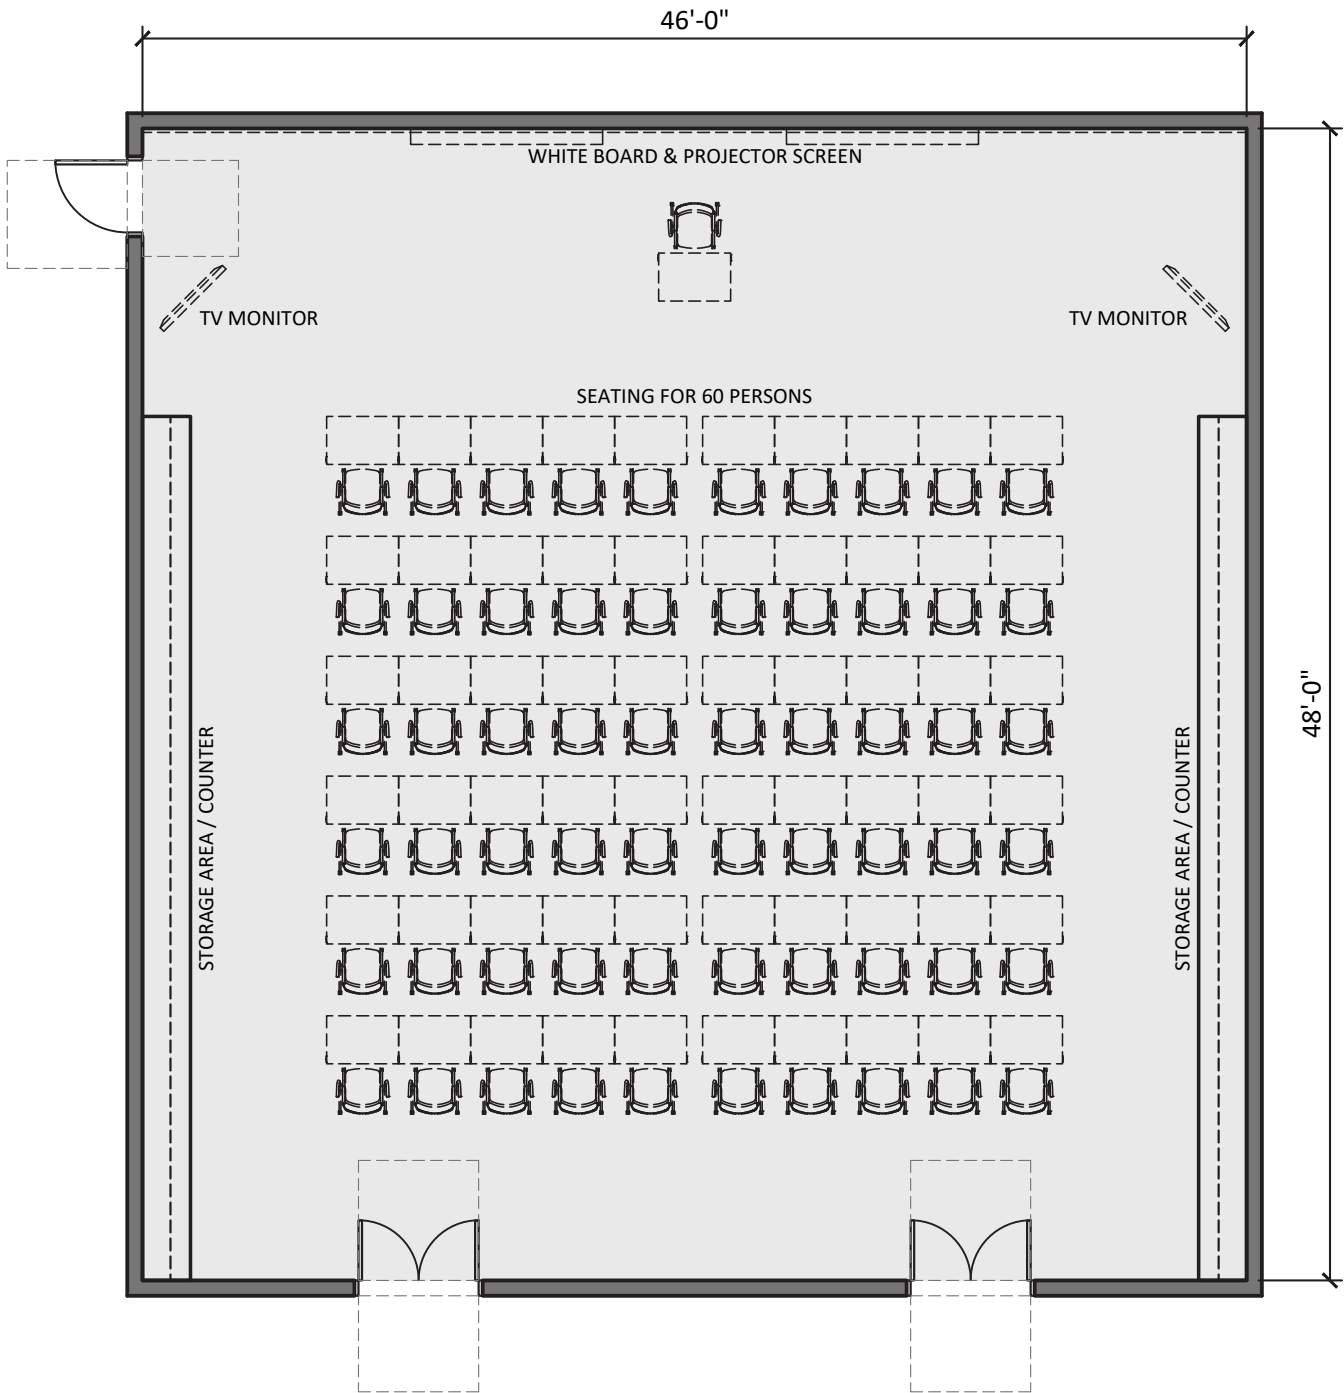 46'-0"
WHITE BOARD & PROJECTOR SCREEN
TV MONITOR
TV MONITOR
SEATING FOR 60 PERSONS
48'-0"
STORAGE AREA / COUNTER
STORAGE AREA / COUNTER